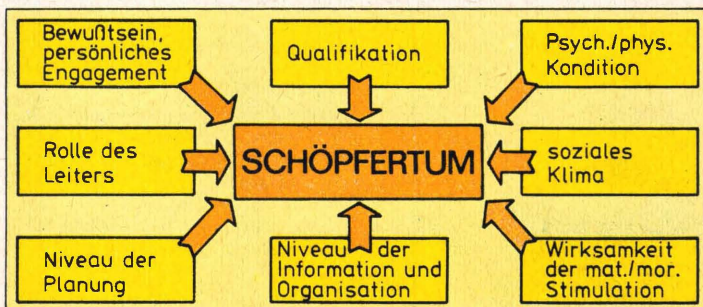 Bewußtsein,
persönliches
Engagement
Qualifikation
Psych./phys.
Kondition
Rolle des
Leiters
SCHÖPFERTUM
soziales
Klima
Niveau der
Planung
Niveau der
Information und
Organisation
Wirksamkeit
der mat./mor.
Stimulation